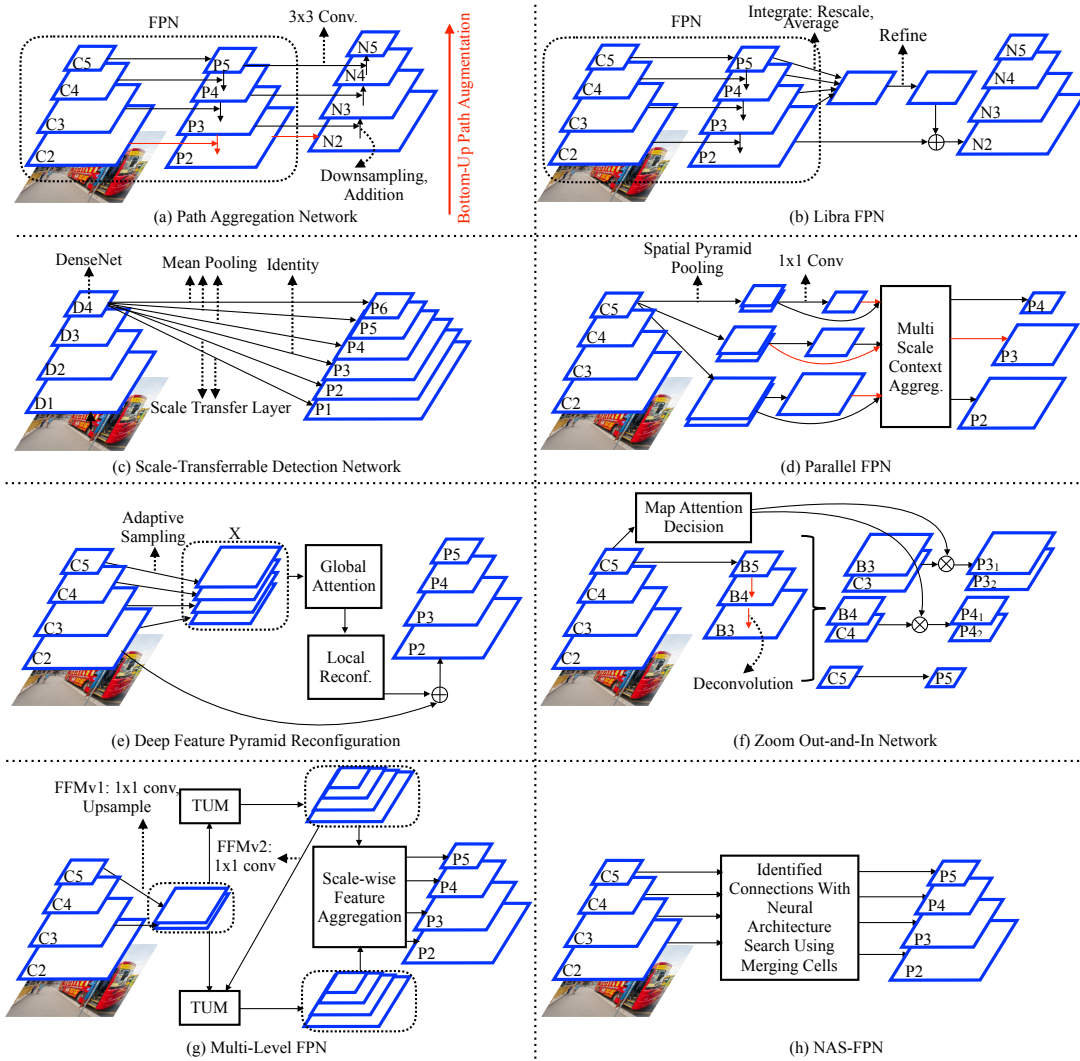 FPN
3x3 Conv.
C5
C4
C3
C2
P5
P4
P3
P2
N5
N4
N3
N2
Downsampling,
Addition
Bottom-Up Path Augmentation
(a) Path Aggregation Network
FPN
Integrate: Rescale,
Average
Refine
C5
C4
C3
C2
P5
P4
P3
P2
N5
N4
N3
N2
(b) Libra FPN
DenseNet
Mean Pooling
Identity
D4
D3
D2
D1
P6
P5
P4
P3
P2
P1
Scale Transfer Layer
(c) Scale-Transferrable Detection Network
Spatial Pyramid
Pooling
1x1 Conv
C5
C4
C3
C2
Multi
Scale
Context
Aggreg.
P4
P3
P2
(d) Parallel FPN
Adaptive
Sampling
X
C5
C4
C3
C2
Global
Attention
Local
Reconf.
P5
P4
P3
P2
(e) Deep Feature Pyramid Reconfiguration
Map Attention
Decision
C5
C4
C3
C2
B5
B4
B3
Deconvolution
B3
C3
B4
C4
C5
P3₁
P3₂
P4₁
P4₂
P5
(f) Zoom Out-and-In Network
FFMv1: 1x1 conv,
Upsample
TUM
FFMv2:
1x1 conv
C5
C4
C3
C2
Scale-wise
Feature
Aggregation
P5
P4
P3
P2
TUM
(g) Multi-Level FPN
C5
C4
C3
C2
Identified
Connections With
Neural
Architecture
Search Using
Merging Cells
P5
P4
P3
P2
(h) NAS-FPN